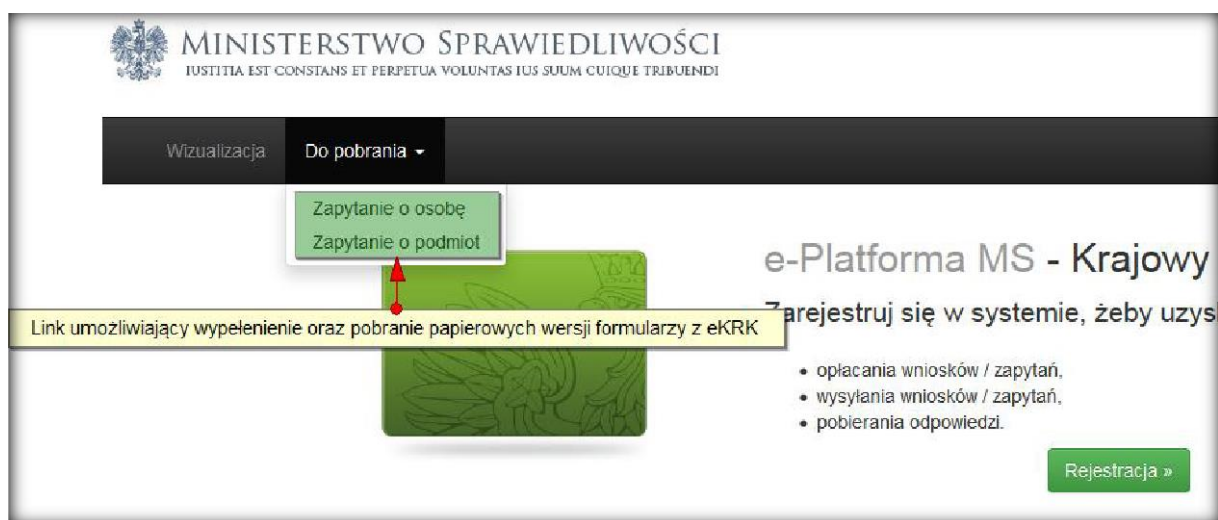 MINISTERSTWO SPRAWIEDLIWOŚCI
IUSTITIA EST CONSTANS ET PERPETUA VOLUNTAS IUS SUUM CUIQUE TRIBUENDI
Wizualizacja Do pobrania
Zapytanie o osobę
Zapytanie o podmiot
e-Platforma MS - Krajowy
Link umożliwiający wypełenienie oraz pobranie papierowych wersji formularzy z eKRK
Zarejestruj się w systemie, żeby uzys
• opłacania wniosków / zapytań,
• wysyłania wniosków / zapytań,
• pobierania odpowiedzi.
Rejestracja »